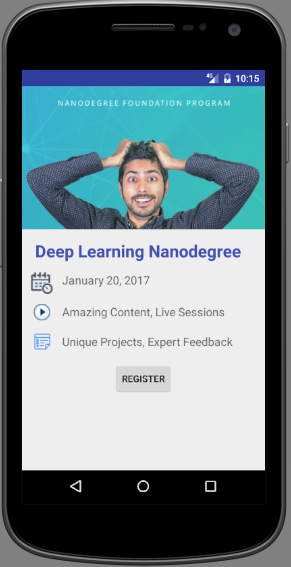 4G 10:15
NANODEGREE FOUNDATION PROGRAM
Deep Learning Nanodegree
January 20, 2017
Amazing Content, Live Sessions
Unique Projects, Expert Feedback
REGISTER